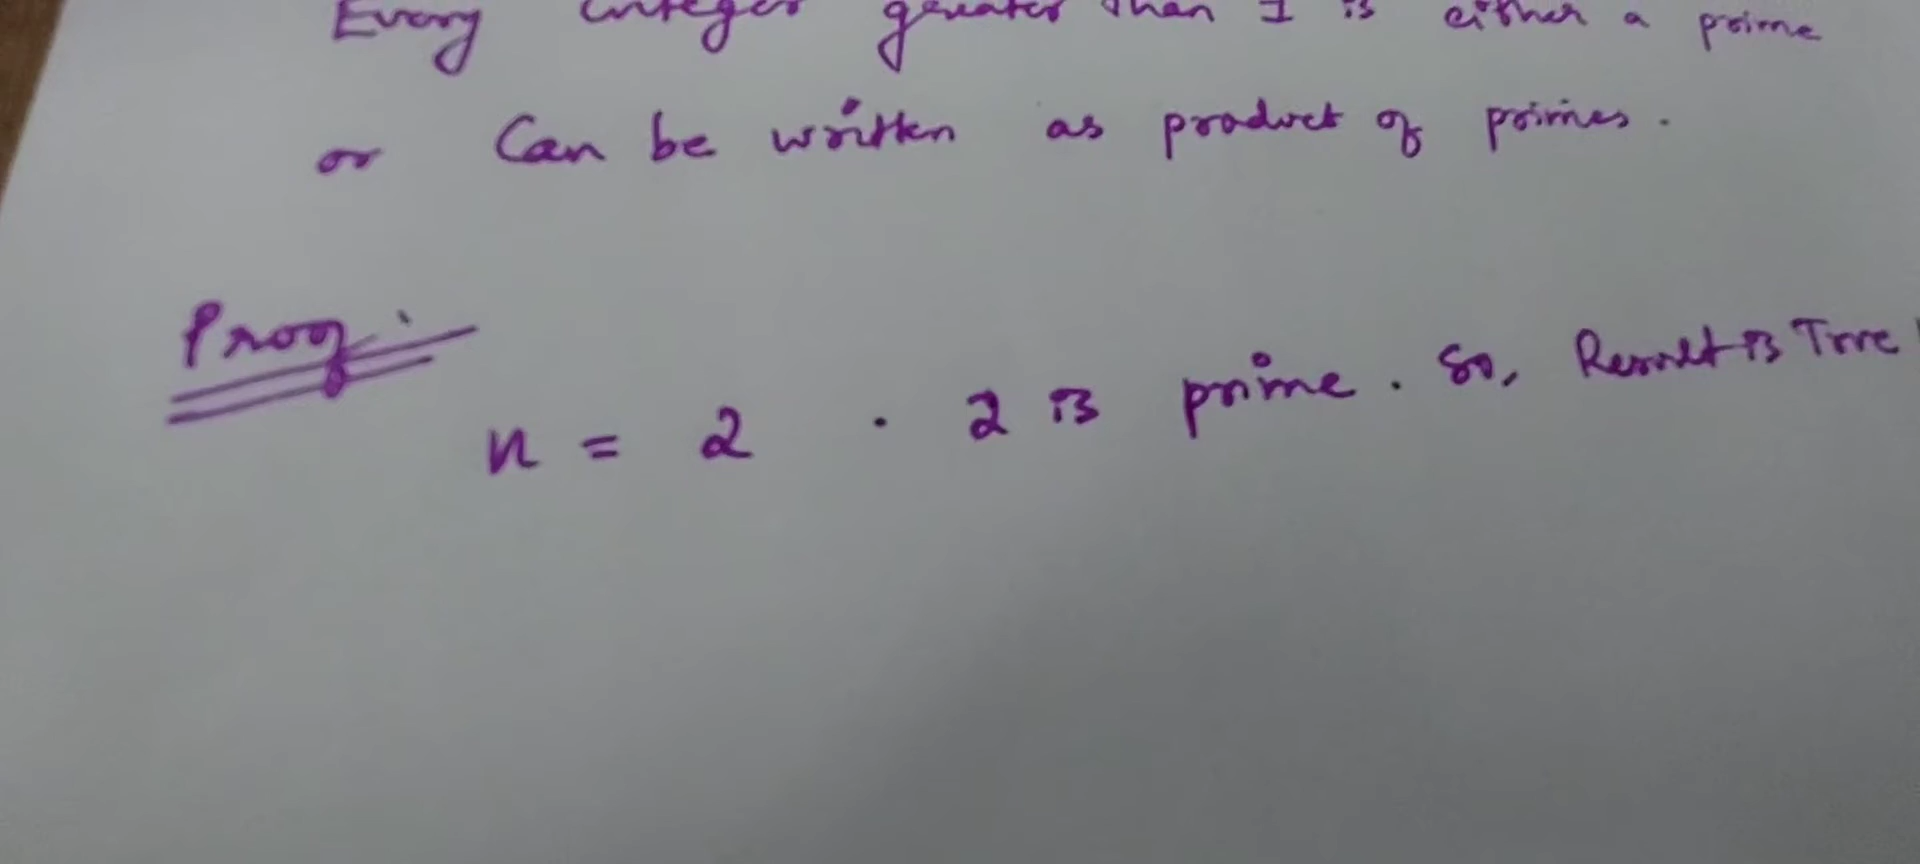 Every integer greater than 1 is either a prime
or Can be written as product of primes.
Proof:
n = 2 . 2 is prime. So, Result is True